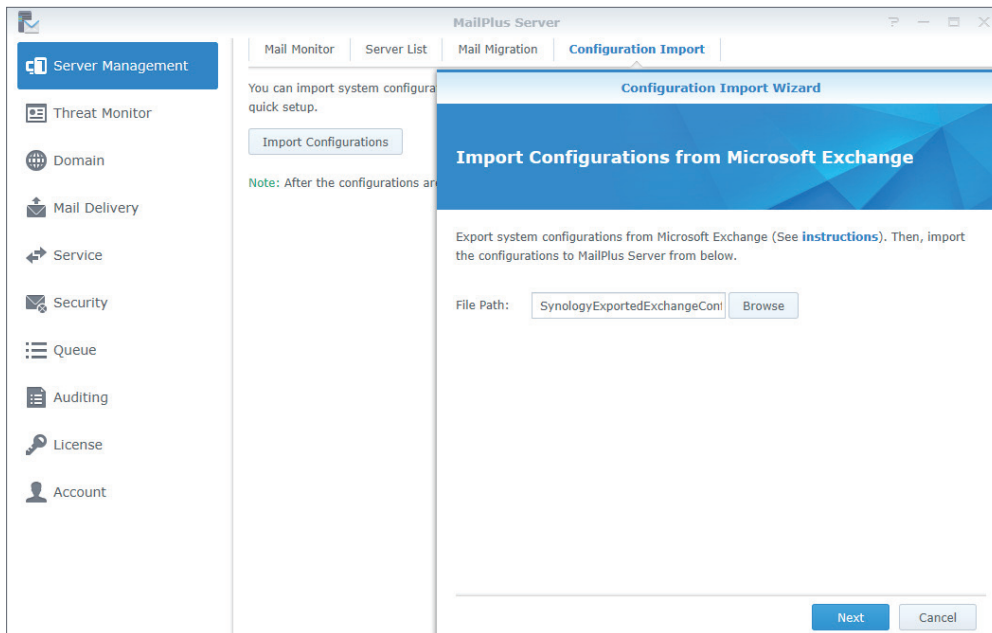 MailPlus Server
Server Management
Threat Monitor
Domain
Mail Delivery
Service
Security
Queue
Auditing
License
Account
Mail Monitor
Server List
Mail Migration
Configuration Import
You can import system
quick setup.
Import Configurations
Note: After the configurations
Configuration Import Wizard
Import Configurations from Microsoft Exchange
Export system configurations from Microsoft Exchange (See instructions). Then, import
the configurations to MailPlus Server from below.
File Path:
SynologyExportedExchangeConf
Browse
Next
Cancel